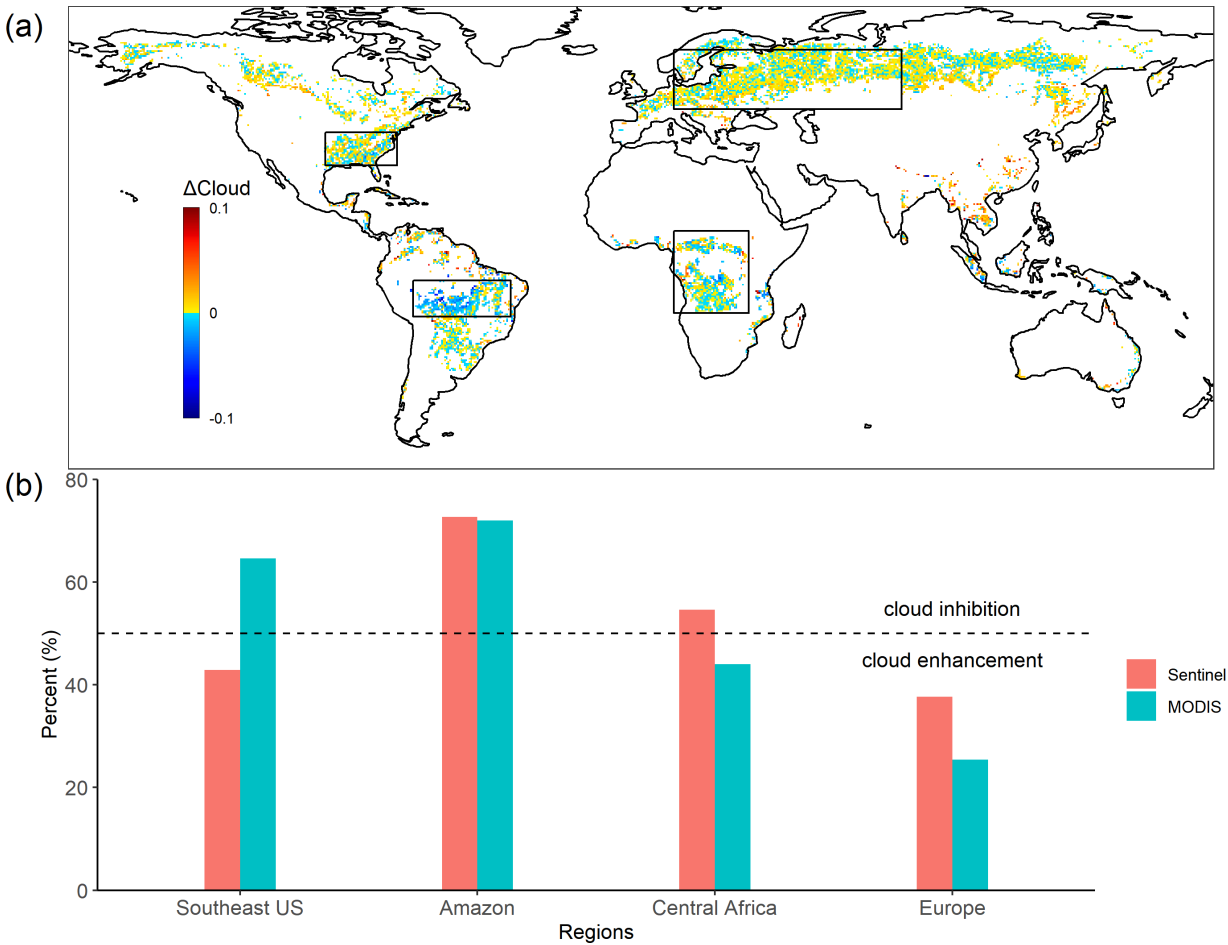 (a)
ΔCloud
0.1
0
-0.1
(b)
80
60
40
20
0
Percent (%)
cloud inhibition
cloud enhancement
Sentinel
MODIS
Southeast US
Amazon
Central Africa
Europe
Regions